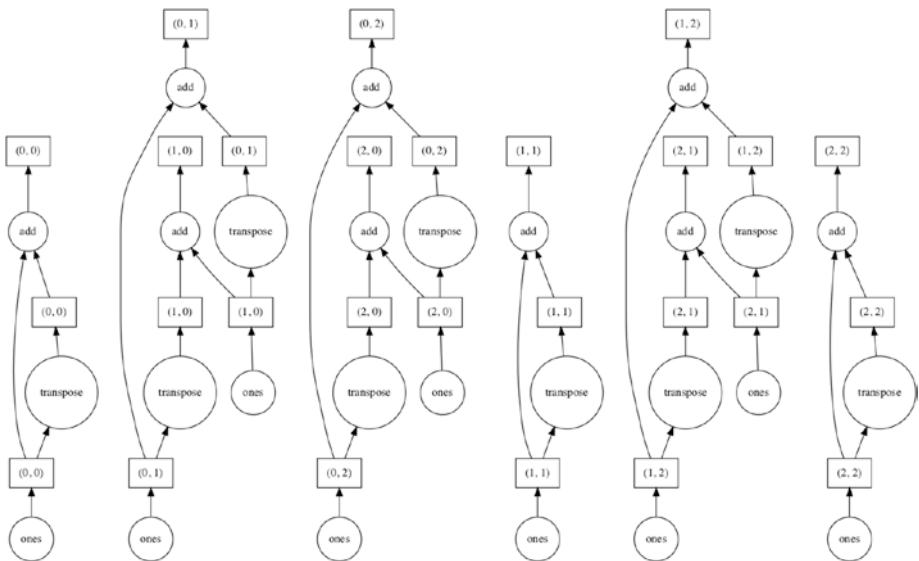 (0, 1) (0, 2) (1, 2)
add add add
(0, 0) (1, 0) (0, 1) (2, 0) (0, 2) (1, 1) (2, 1) (1, 2) (2, 2)
add add transpose add transpose add add transpose add
(0, 0) (1, 0) (1, 0) (2, 0) (2, 0) (1, 1) (2, 1) (2, 1) (2, 2)
transpose transpose ones transpose ones transpose transpose ones transpose
(0, 0) (0, 1) (0, 2) (1, 1) (1, 2) (2, 2)
ones ones ones ones ones ones